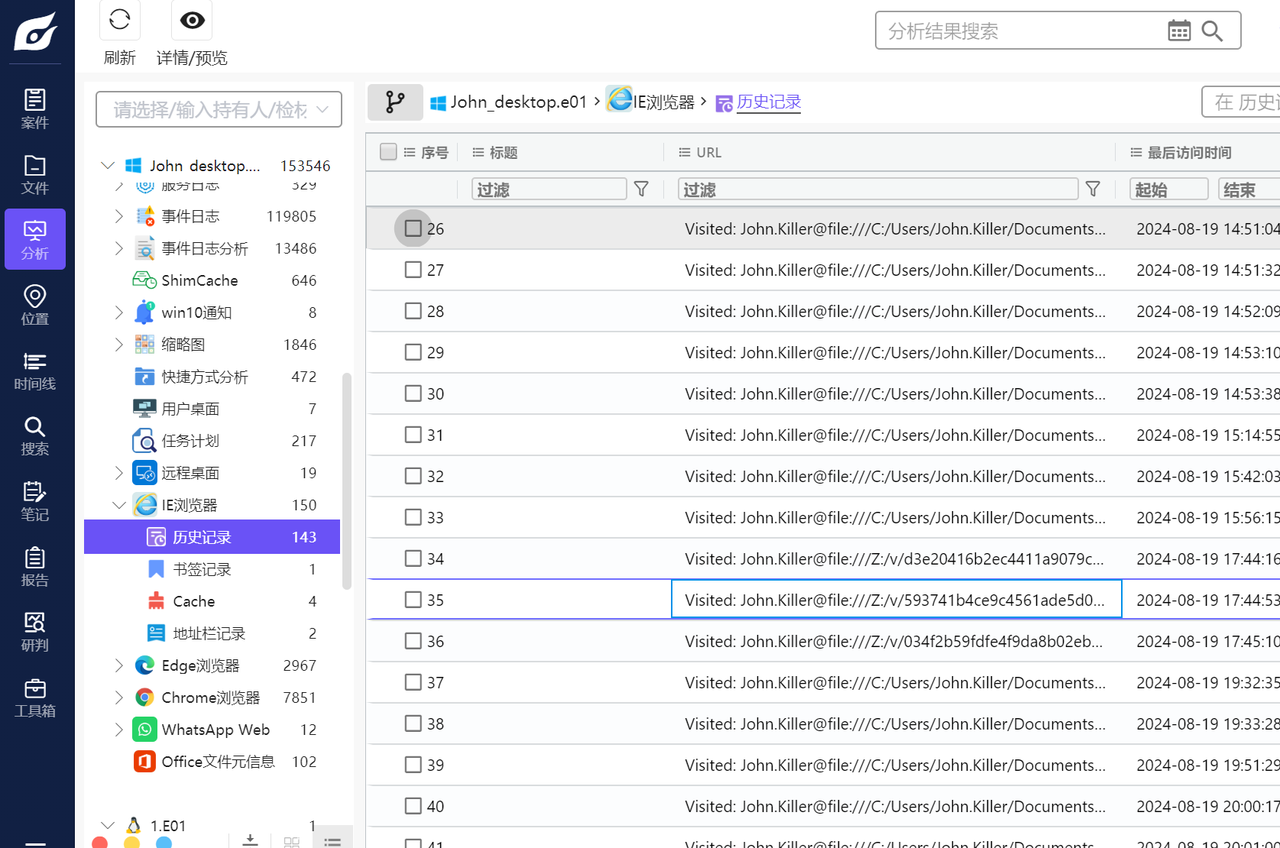 刷新
详情/预览
分析结果搜索
案件
文件
分析
位置
时间线
搜索
笔记
报告
研判
工具箱
请选择/输入持有人/检材
John_desktop.... 153546
服务日志 329
事件日志 119805
事件日志分析 13486
ShimCache 646
win10通知 8
缩略图 1846
快捷方式分析 472
用户桌面 7
任务计划 217
远程桌面 19
IE浏览器 150
历史记录 143
书签记录 1
Cache 4
地址栏记录 2
Edge浏览器 2967
Chrome浏览器 7851
WhatsApp Web 12
Office文件元信息 102
1.E01 1
John_desktop.e01 > IE浏览器 > 历史记录
在 历史记
序号 标题 URL 最后访问时间
过滤 过滤 起始 结束
26 Visited: John.Killer@file:///C:/Users/John.Killer/Documents... 2024-08-19 14:51:04
27 Visited: John.Killer@file:///C:/Users/John.Killer/Documents... 2024-08-19 14:51:32
28 Visited: John.Killer@file:///C:/Users/John.Killer/Documents... 2024-08-19 14:52:09
29 Visited: John.Killer@file:///C:/Users/John.Killer/Documents... 2024-08-19 14:53:10
30 Visited: John.Killer@file:///C:/Users/John.Killer/Documents... 2024-08-19 14:53:38
31 Visited: John.Killer@file:///C:/Users/John.Killer/Documents... 2024-08-19 15:14:55
32 Visited: John.Killer@file:///C:/Users/John.Killer/Documents... 2024-08-19 15:42:03
33 Visited: John.Killer@file:///C:/Users/John.Killer/Documents... 2024-08-19 15:56:15
34 Visited: John.Killer@file:///Z:/v/d3e20416b2ec4411a9079c... 2024-08-19 17:44:16
35 Visited: John.Killer@file:///Z:/v/593741b4ce9c4561ade5d0... 2024-08-19 17:44:53
36 Visited: John.Killer@file:///Z:/v/034f2b59fdfe4f9da8b02eb... 2024-08-19 17:45:10
37 Visited: John.Killer@file:///C:/Users/John.Killer/Documents... 2024-08-19 19:32:35
38 Visited: John.Killer@file:///C:/Users/John.Killer/Documents... 2024-08-19 19:33:28
39 Visited: John.Killer@file:///C:/Users/John.Killer/Documents... 2024-08-19 19:51:29
40 Visited: John.Killer@file:///C:/Users/John.Killer/Documents... 2024-08-19 20:00:17
41 Visited: John.Killer@file:///C:/Users/John.Killer/Documents... 2024-08-19 20:01:00